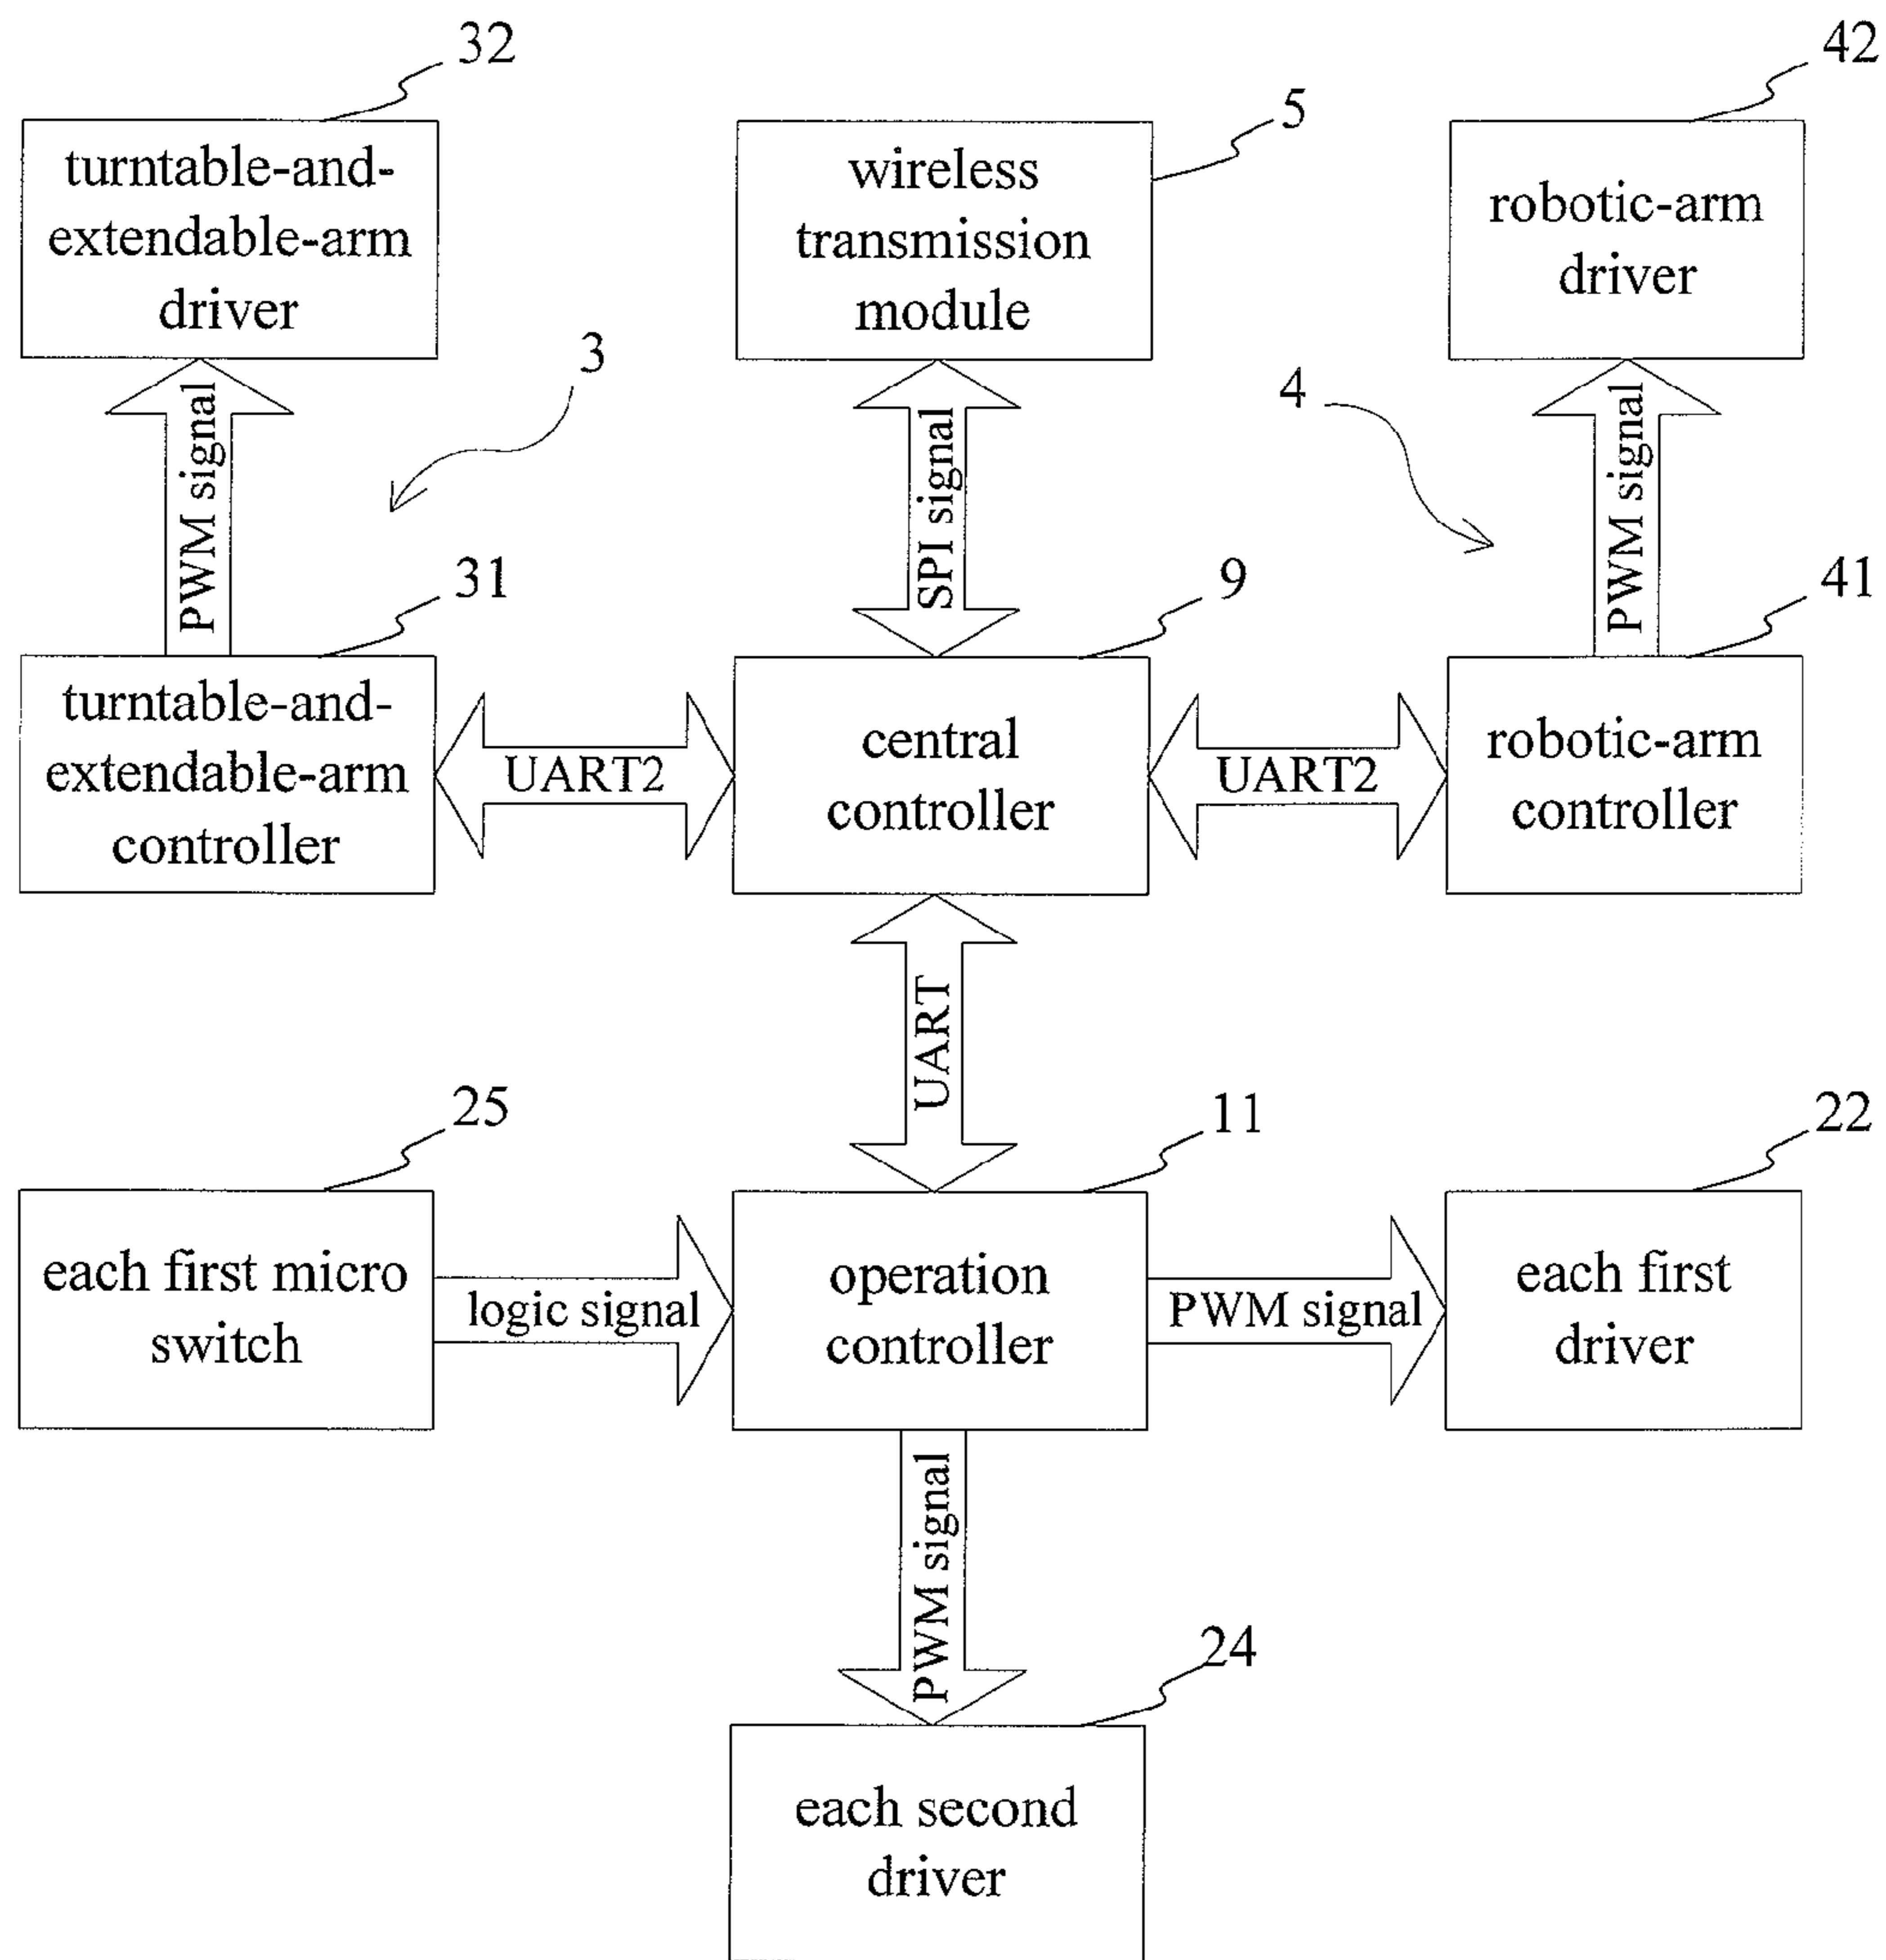 32
42
5
turntable-and-
extendable-arm
driver
wireless
transmission
module
robotic-arm
driver
3
4
PWM signal
SPI signal
PWM signal
31
9
41
turntable-and-
extendable-arm
controller
UART2
central
controller
UART2
robotic-arm
controller
UART
25
11
22
each first micro
switch
logic signal
operation
controller
PWM signal
each first
driver
PWM signal
24
each second
driver